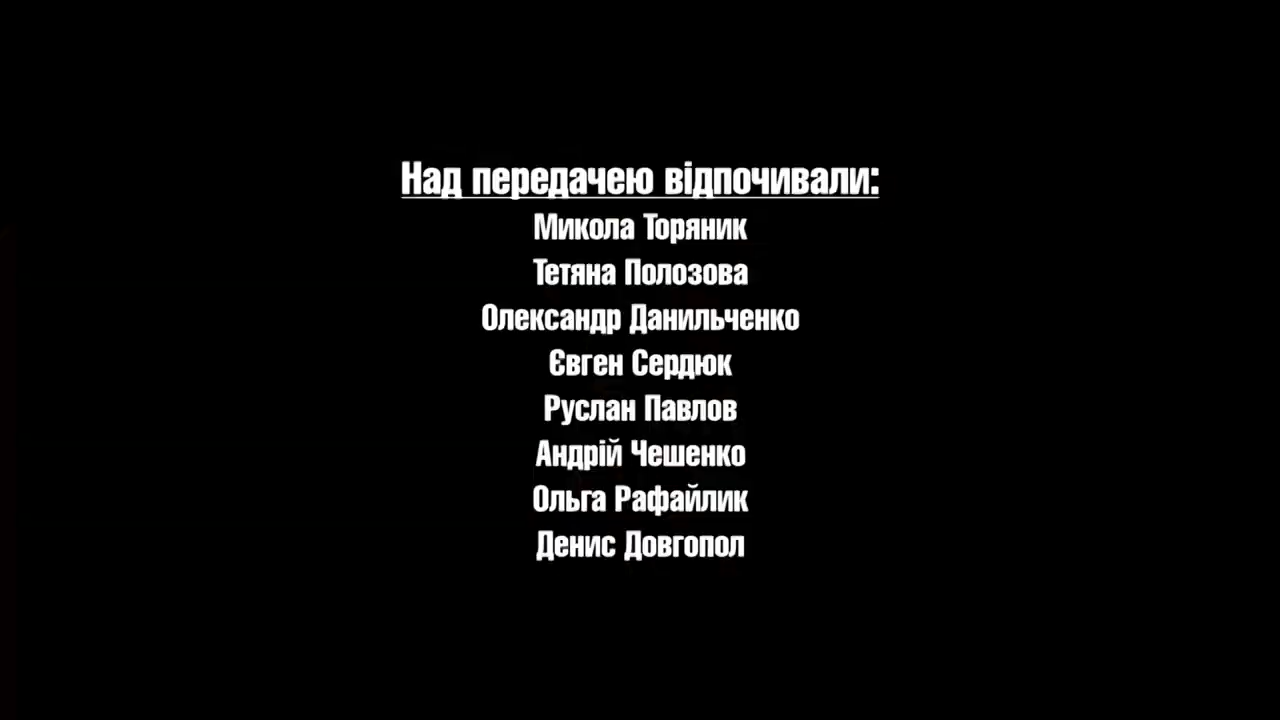 Над передачею відпочивали:
Микола Торяник
Тетяна Полозова
Олександр Данильченко
Євген Сердюк
Руслан Павлов
Андрій Чешенко
Ольга Рафайлик
Денис Довгопол